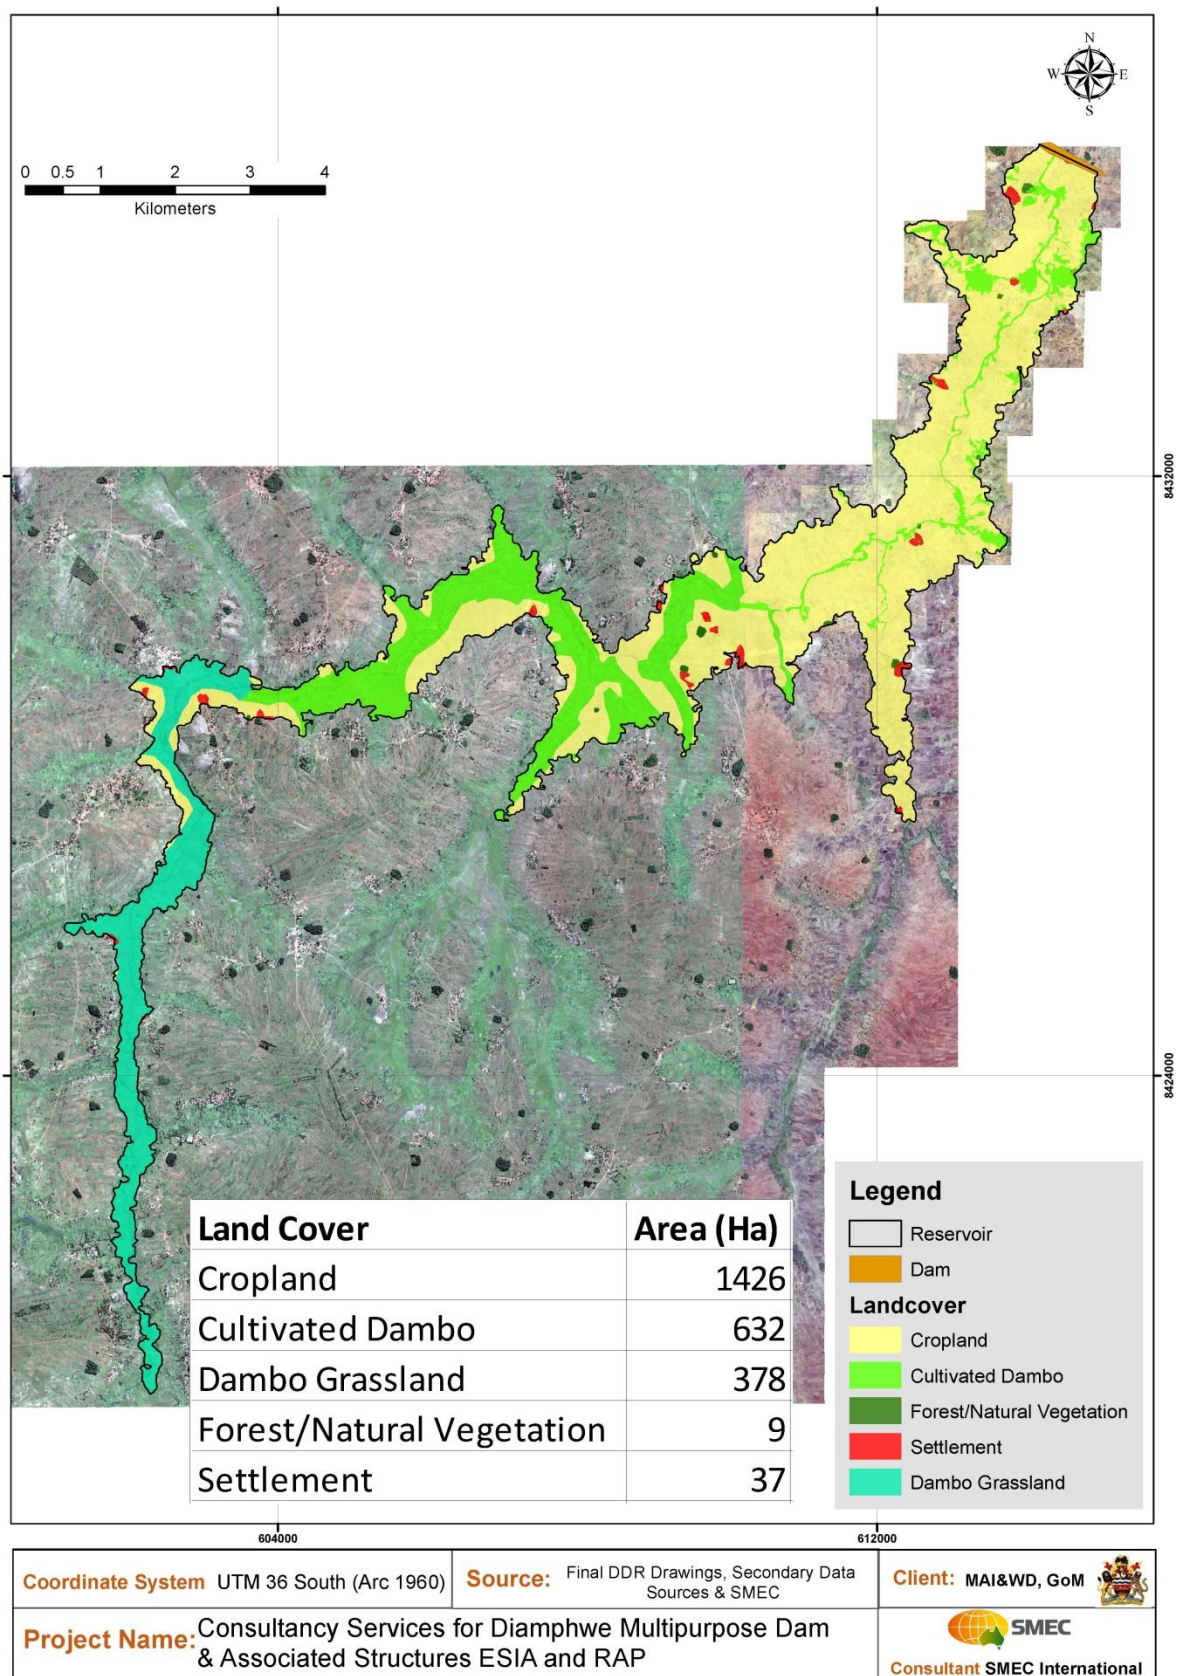 N
W E
S
0 0.5 1 2 3 4
Kilometers
8432000
8424000
Land Cover Area (Ha)
Cropland 1426
Cultivated Dambo 632
Dambo Grassland 378
Forest/Natural Vegetation 9
Settlement 37
Legend
Reservoir
Dam
Landcover
Cropland
Cultivated Dambo
Forest/Natural Vegetation
Settlement
Dambo Grassland
604000 612000
Coordinate System UTM 36 South (Arc 1960)
Source: Final DDR Drawings, Secondary Data
Sources & SMEC
Client: MAI&WD, GoM
Project Name: Consultancy Services for Diamphwe Multipurpose Dam
& Associated Structures ESIA and RAP
SMEC
Consultant SMEC International